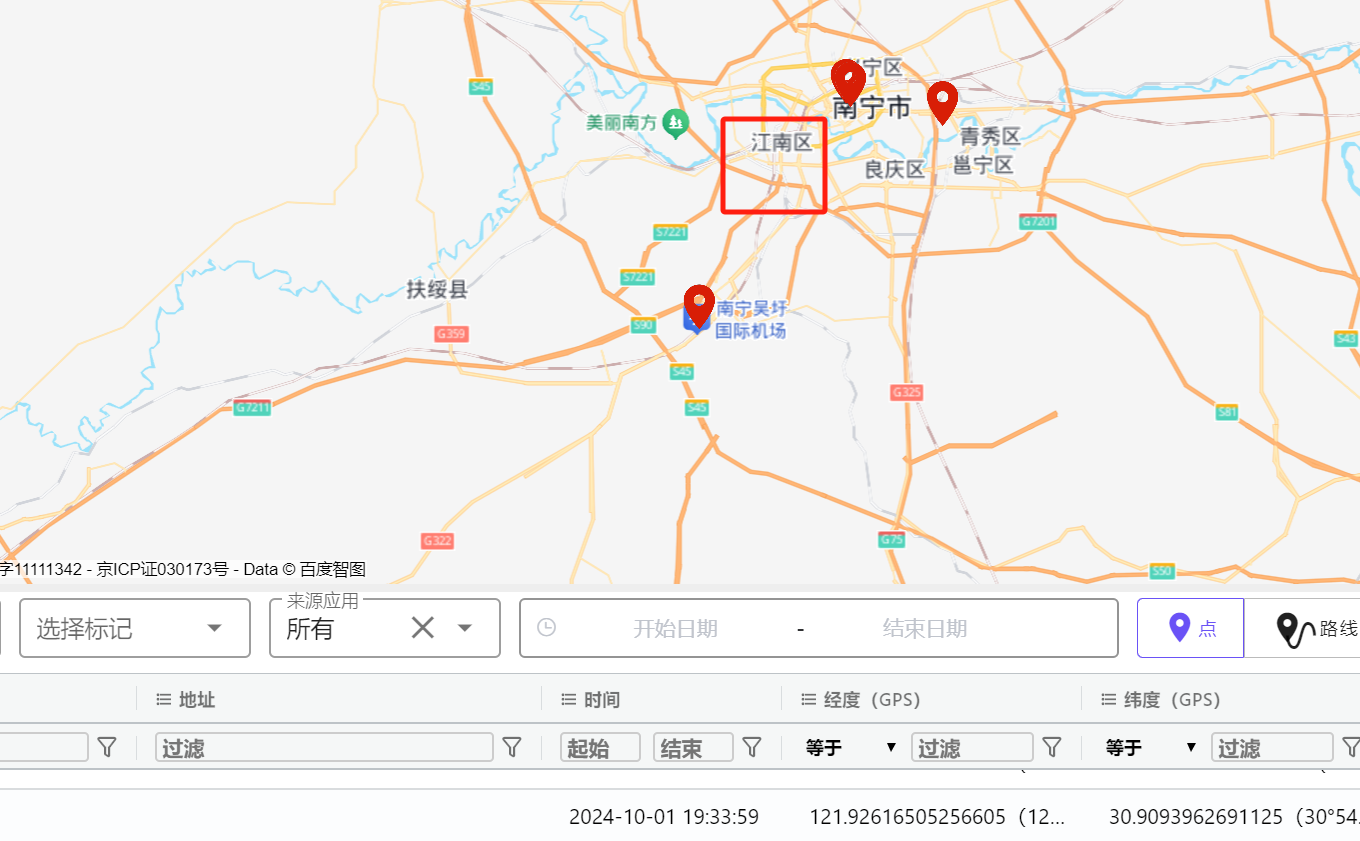 S45
宁区
南宁市
美丽南方
江南区
青秀区
良庆区
邕宁区
S7221
G7201
S7221
扶绥县
南宁吴圩
国际机场
S90
G359
S43
S45
G325
G7211
S45
S81
G322
G75
S50
字11111342 - 京ICP证030173号 - Data © 百度智图
选择标记
来源应用
所有
开始日期 - 结束日期
点
路线
地址
时间
经度（GPS）
纬度（GPS）
过滤
起始
结束
等于
过滤
等于
过滤
2024-10-01 19:33:59
121.92616505256605（12...
30.9093962691125（30°54.